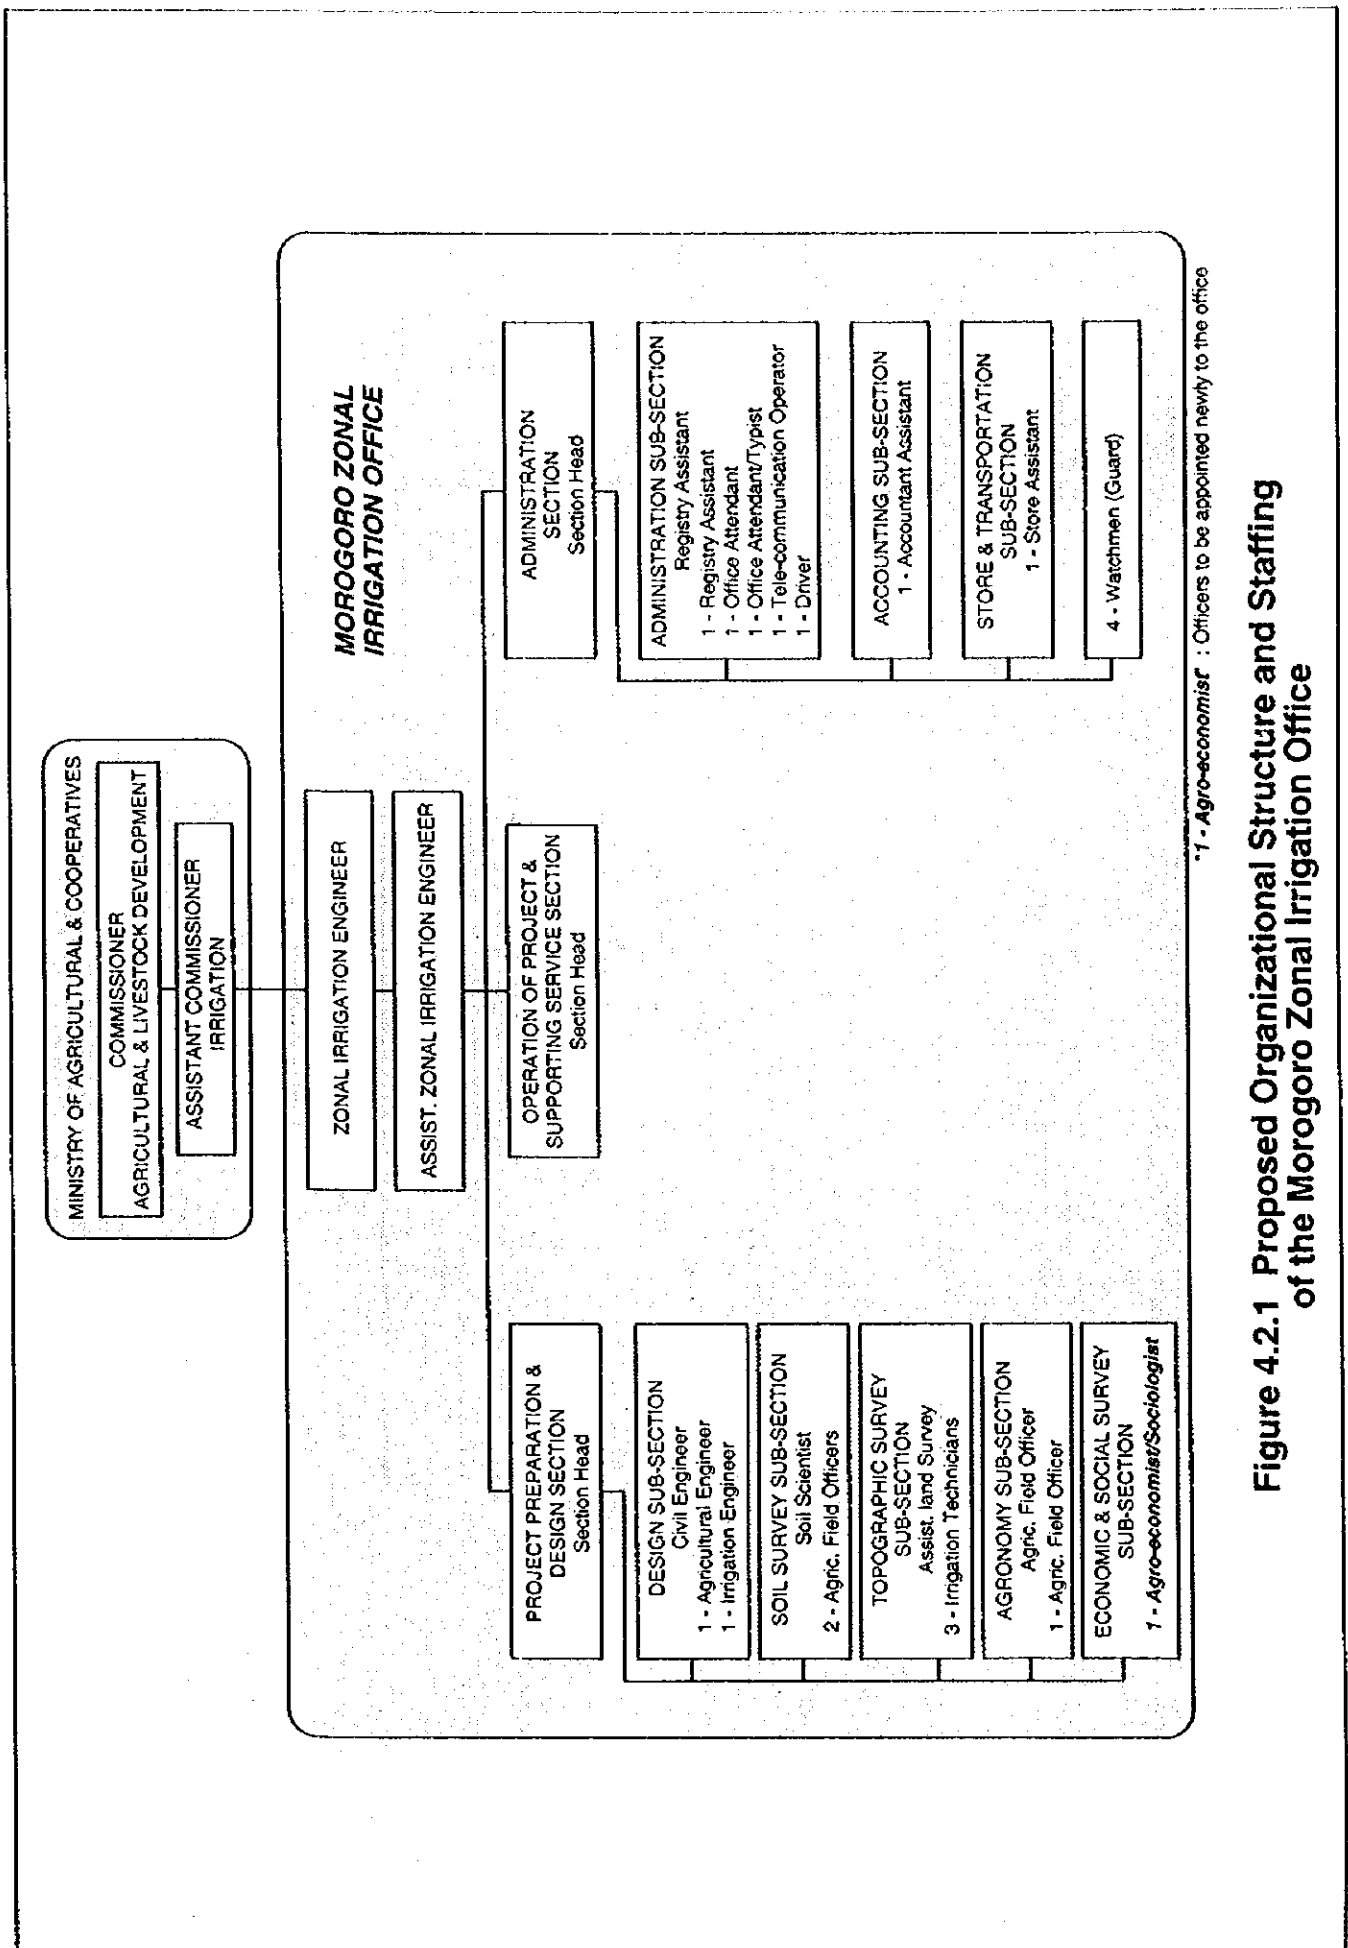 MINISTRY OF AGRICULTURAL & COOPERATIVES
COMMISSIONER
AGRICULTURAL & LIVESTOCK DEVELOPMENT
ASSISTANT COMMISSIONER
IRRIGATION
MOROGORO ZONAL
IRRIGATION OFFICE
ZONAL IRRIGATION ENGINEER
ASSIST. ZONAL IRRIGATION ENGINEER
PROJECT PREPARATION &
DESIGN SECTION
Section Head
OPERATION OF PROJECT &
SUPPORTING SERVICE SECTION
Section Head
ADMINISTRATION
SECTION
Section Head
DESIGN SUB-SECTION
Civil Engineer
1 - Agricultural Engineer
1 - Irrigation Engineer
SOIL SURVEY SUB-SECTION
Soil Scientist
2 - Agric. Field Officers
TOPOGRAPHIC SURVEY
SUB-SECTION
Assist. land Survey
3 - Irrigation Technicians
AGRONOMY SUB-SECTION
Agric. Field Officer
1 - Agric. Field Officer
ECONOMIC & SOCIAL SURVEY
SUB-SECTION
1 - Agro-economist/Sociologist
ADMINISTRATION SUB-SECTION
Registry Assistant
1 - Registry Assistant
1 - Office Attendant
1 - Office Attendant/Typist
1 - Tele-communication Operator
1 - Driver
ACCOUNTING SUB-SECTION
1 - Accountant Assistant
STORE & TRANSPORTATION
SUB-SECTION
1 - Store Assistant
4 - Watchmen (Guard)
"1 - Agro-economist" : Officers to be appointed newly to the office
Figure 4.2.1 Proposed Organizational Structure and Staffing
of the Morogoro Zonal Irrigation Office